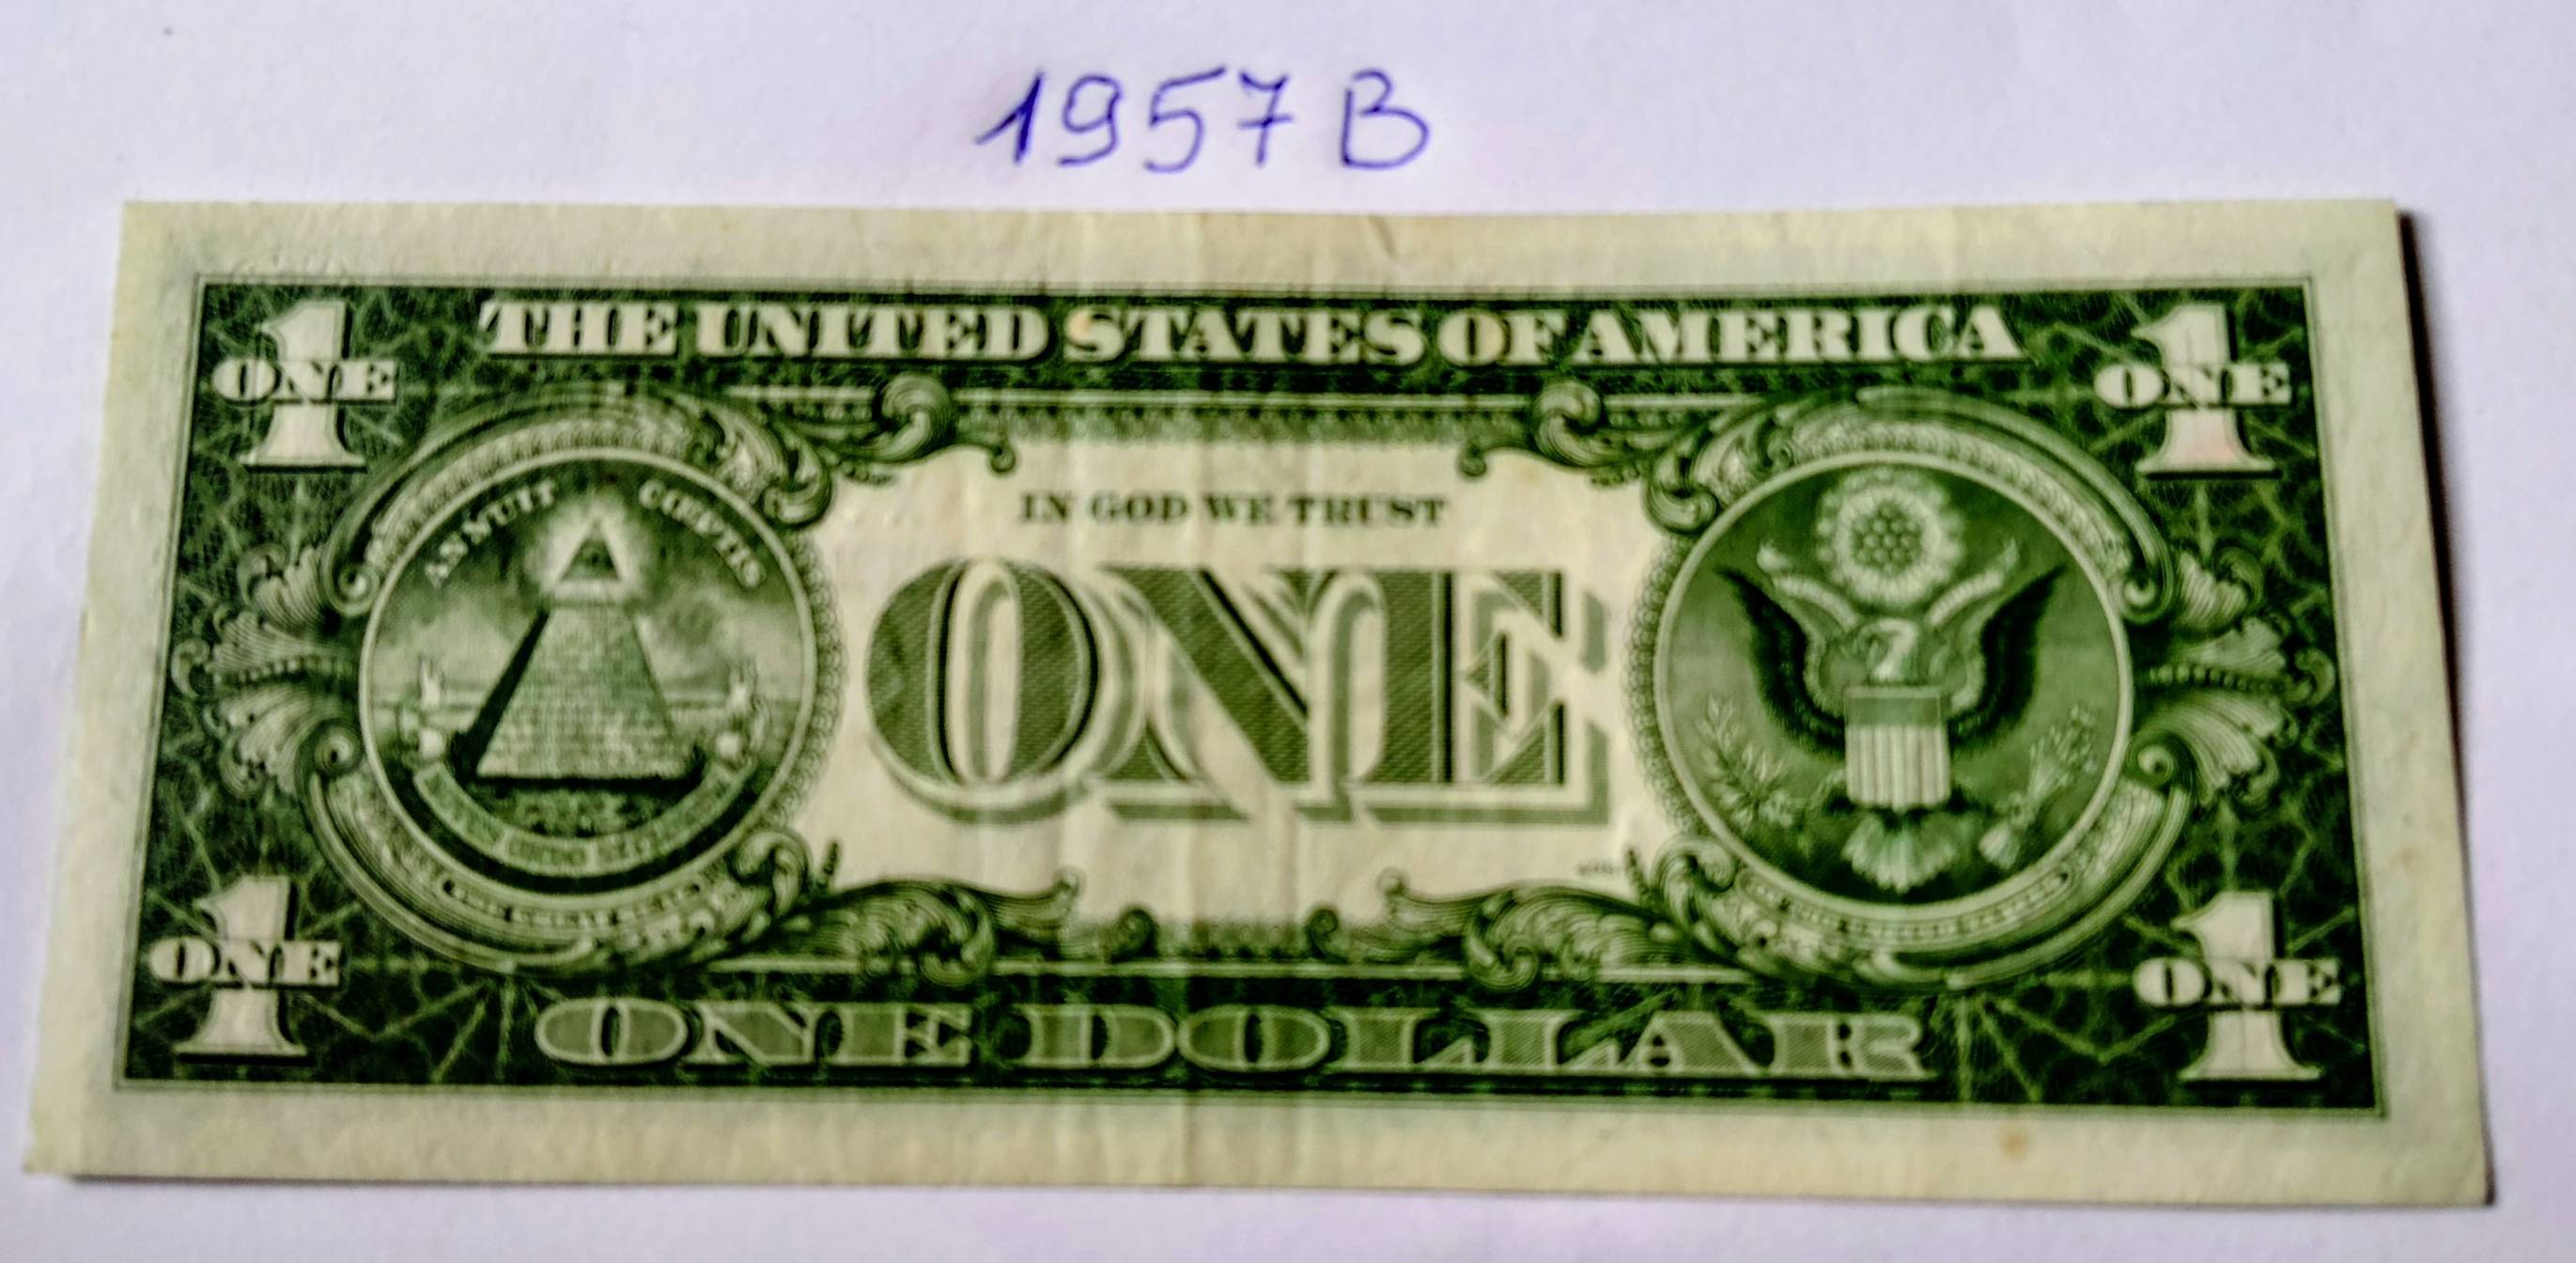 1957 B
THE UNITED STATES OF AMERICA
1
ONE
1
ONE
ANNUIT CŒPTIS
IN GOD WE TRUST
ONE
1
ONE
1
ONE
ONE DOLLAR